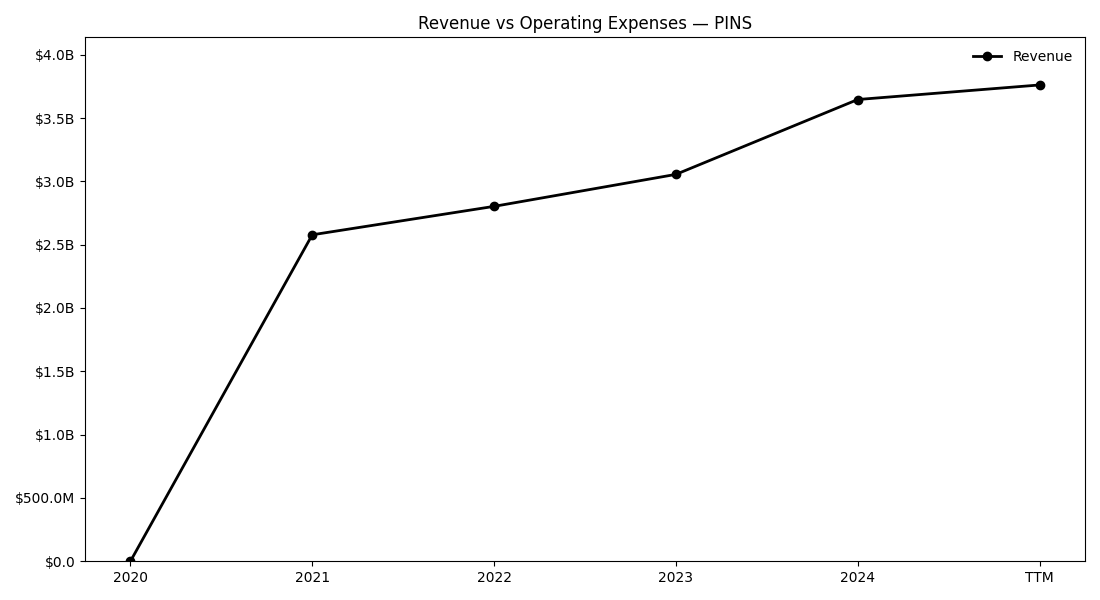 Revenue vs Operating Expenses — PINS
Revenue
$4.0B
$3.5B
$3.0B
$2.5B
$2.0B
$1.5B
$1.0B
$500.0M
$0.0
2020 2021 2022 2023 2024 TTM